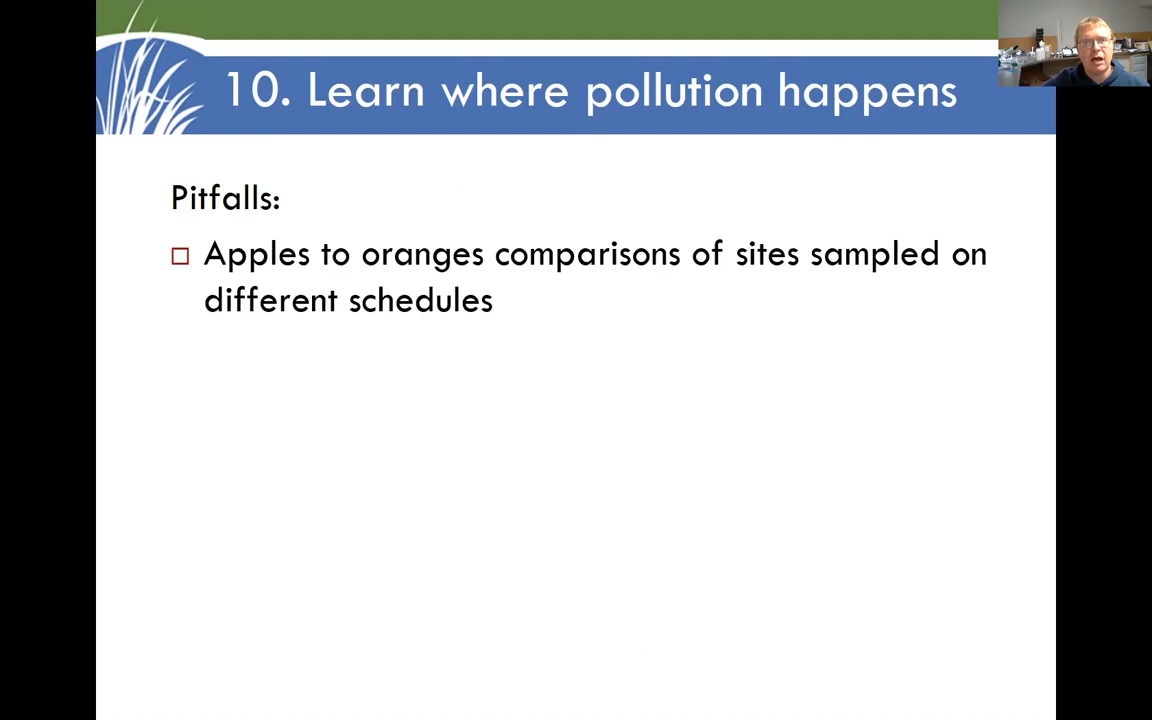 10. Learn where pollution happens
Pitfalls:
Apples to oranges comparisons of sites sampled on
different schedules